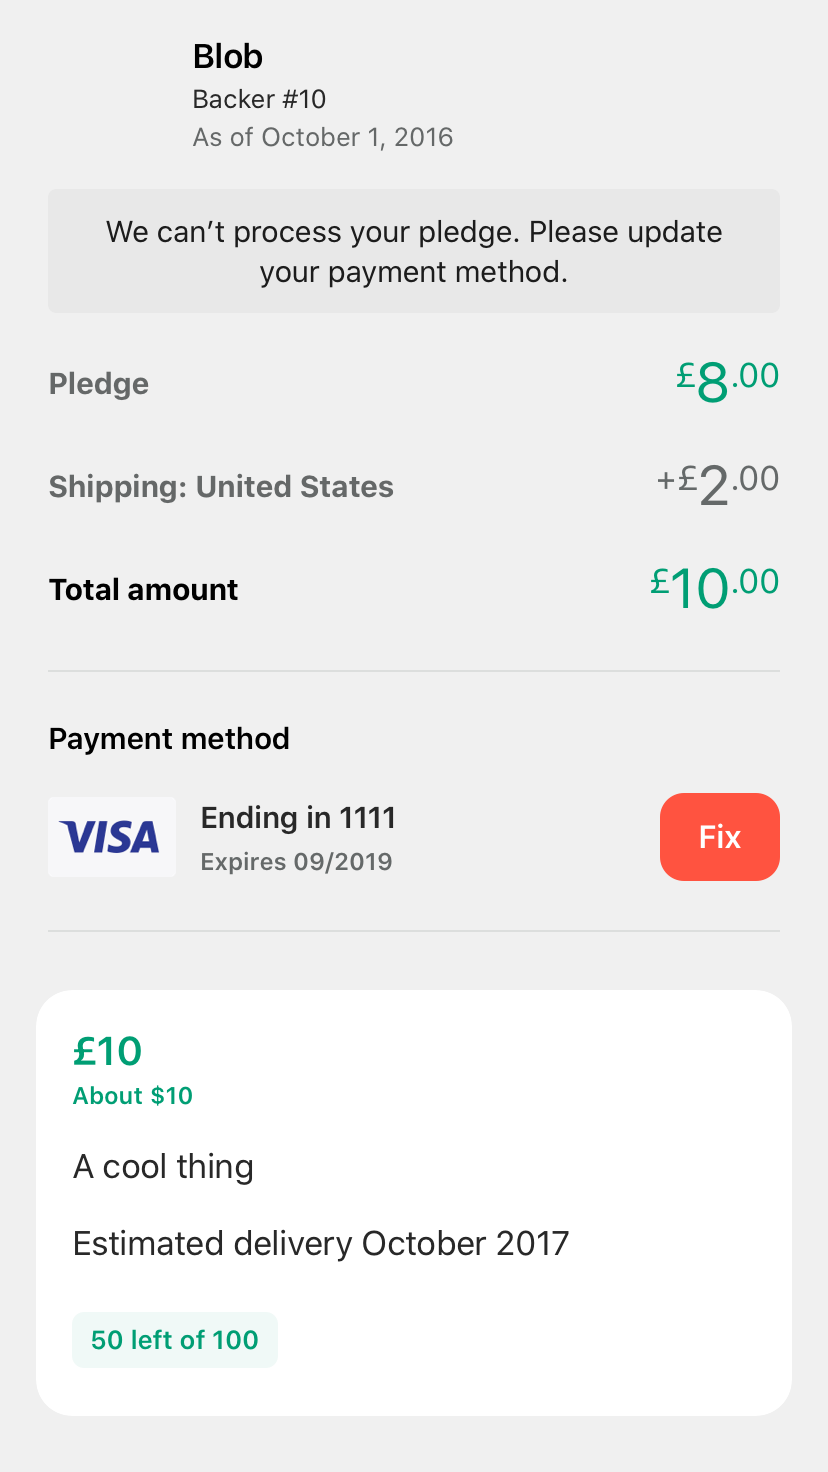 Blob
Backer #10
As of October 1, 2016
We can’t process your pledge. Please update
your payment method.
Pledge £8.00
Shipping: United States +£2.00
Total amount £10.00
Payment method
VISA
Ending in 1111
Expires 09/2019
Fix
£10
About $10
A cool thing
Estimated delivery October 2017
50 left of 100